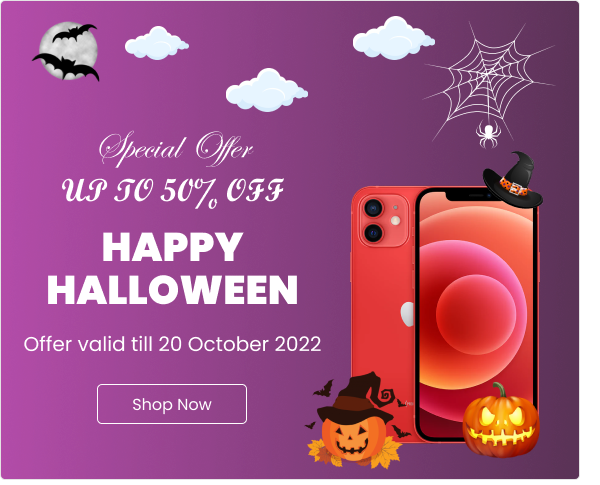 Special Offer
UP TO 50% OFF
HAPPY
HALLOWEEN
Offer valid till 20 October 2022
Shop Now